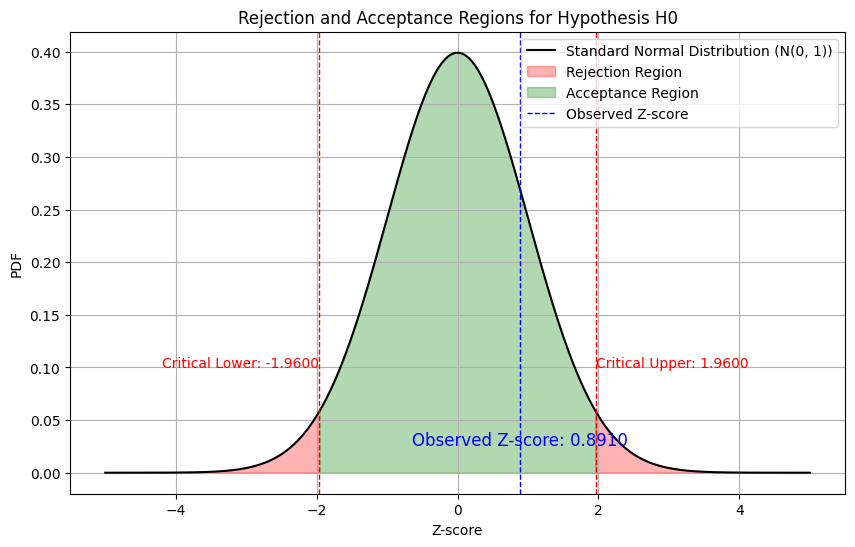 Rejection and Acceptance Regions for Hypothesis H0
Standard Normal Distribution (N(0, 1))
Rejection Region
Acceptance Region
Observed Z-score
0.40
0.35
0.30
0.25
0.20
0.15
0.10
0.05
0.00
PDF
Critical Lower: -1.9600
Critical Upper: 1.9600
Observed Z-score: 0.8910
−4
−2
0
2
4
Z-score